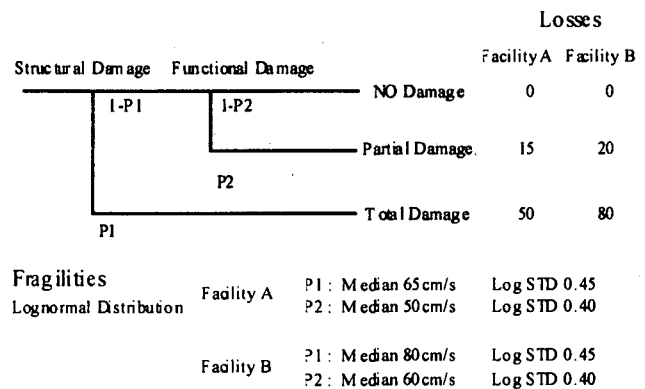 Losses
Facility A Facility B
Structural Damage Functional Damage
1-P1 1-P2 NO Damage 0 0
Partial Damage. 15 20
P2
Total Damage 50 80
P1
Fragilities
Lognormal Distribution
Facility A P1 : Median 65cm/s Log STD 0.45
P2 : Median 50cm/s Log STD 0.40
Facility B P1 : Median 80cm/s Log STD 0.45
P2 : Median 60cm/s Log STD 0.40